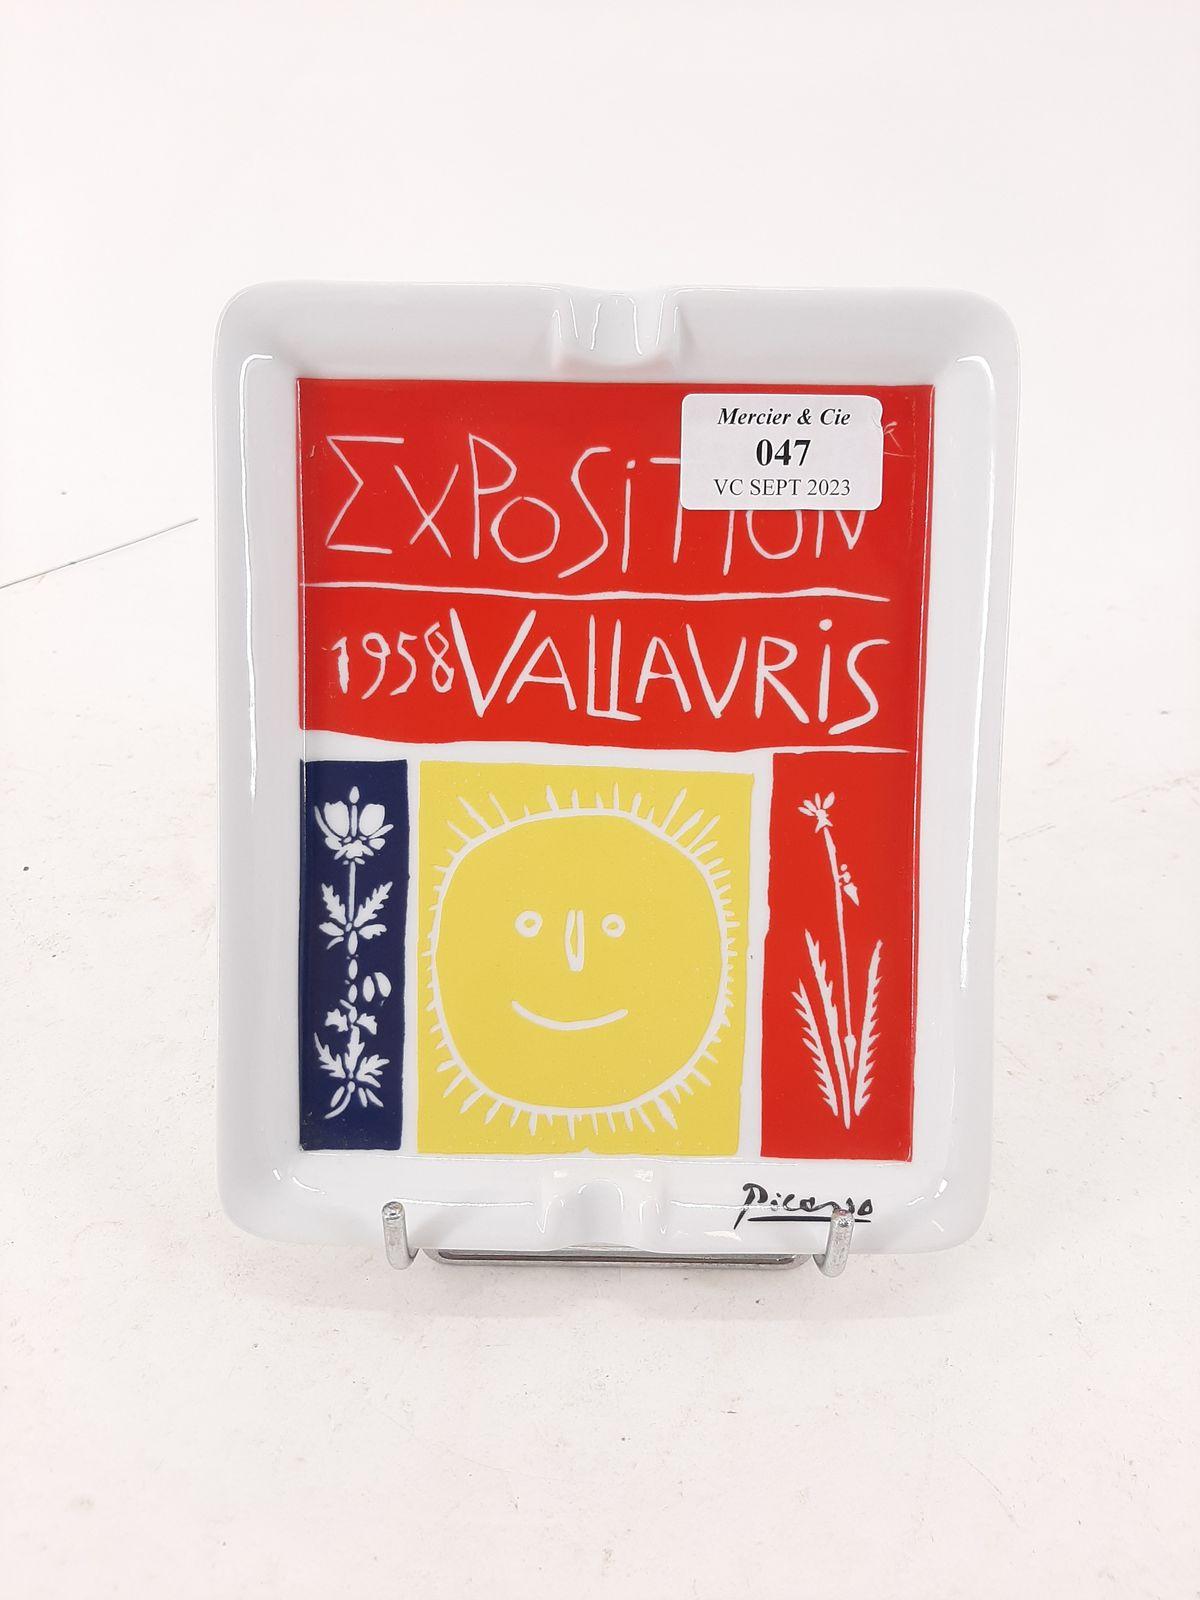 Mercier & Cie
047
VC SEPT 2023
EXPOSiTiON
1958 VALLAURiS
Picasso